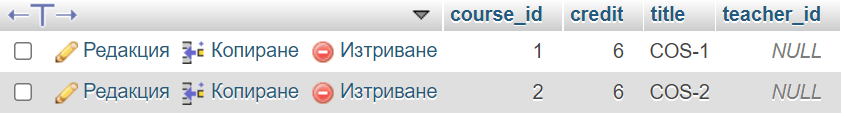 course_id credit title teacher_id
Редакция Копиране Изтриване 1 6 COS-1 NULL
Редакция Копиране Изтриване 2 6 COS-2 NULL